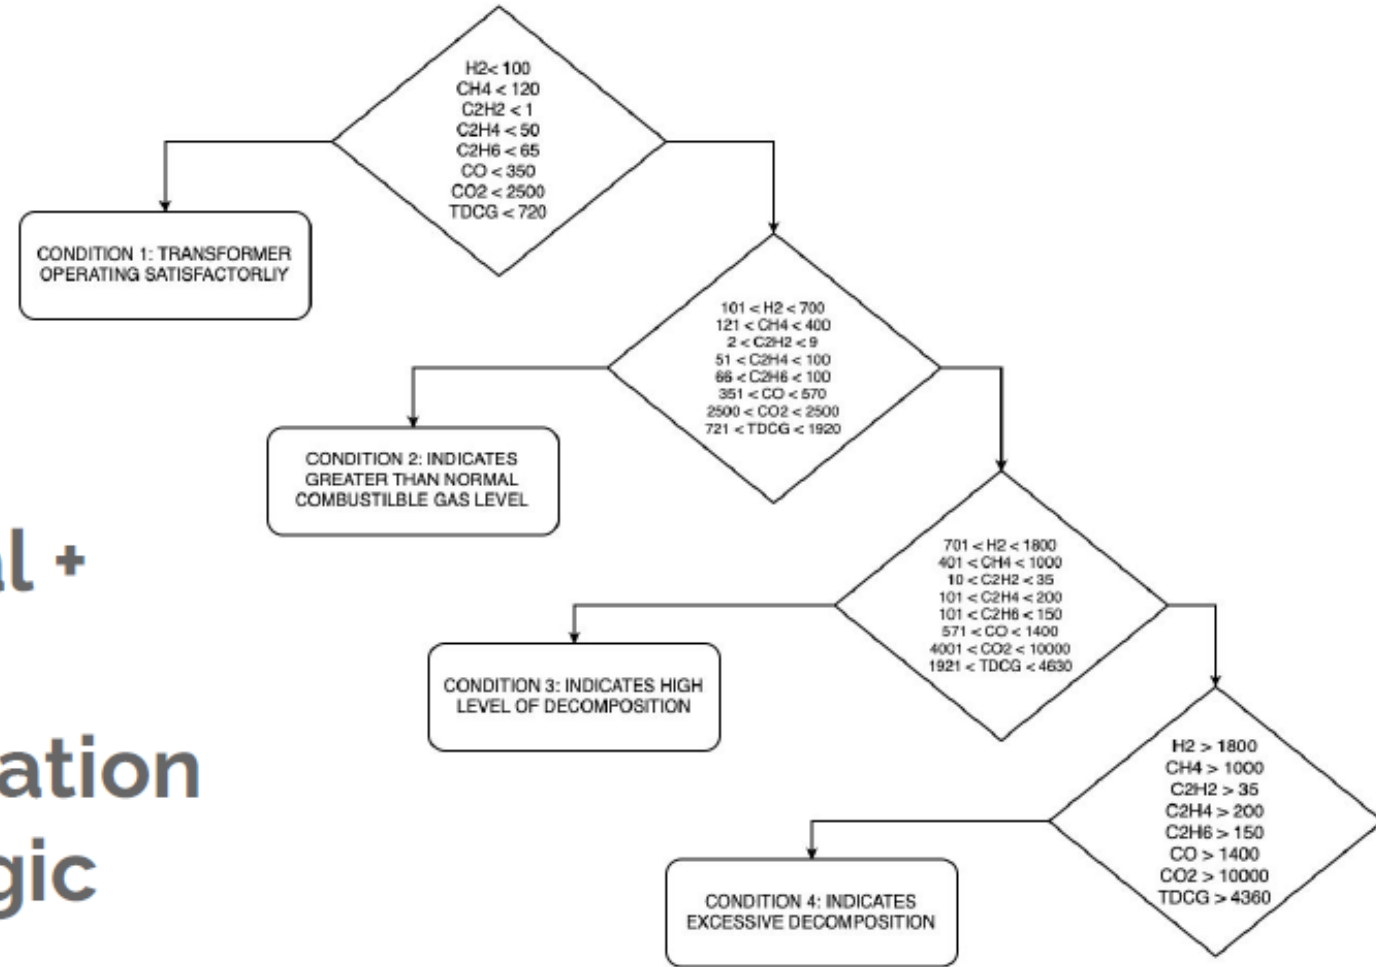 H2< 100
CH4 < 120
C2H2 < 1
C2H4 < 50
C2H6 < 65
CO < 350
CO2 < 2500
TDCG < 720
CONDITION 1: TRANSFORMER
OPERATING SATISFACTORLIY
101 < H2 < 700
121 < CH4 < 400
2 < C2H2 < 9
51 < C2H4 < 100
66 < C2H6 < 100
351 < CO < 570
2500 < CO2 < 2500
721 < TDCG < 1920
CONDITION 2: INDICATES
GREATER THAN NORMAL
COMBUSTILBLE GAS LEVEL
701 < H2 < 1800
401 < CH4 < 1000
10 < C2H2 < 35
101 < C2H4 < 200
101 < C2H6 < 150
571 < CO < 1400
4001 < CO2 < 10000
1921 < TDCG < 4630
CONDITION 3: INDICATES HIGH
LEVEL OF DECOMPOSITION
H2 > 1800
CH4 > 1000
C2H2 > 35
C2H4 > 200
C2H6 > 150
CO > 1400
CO2 > 10000
TDCG > 4360
CONDITION 4: INDICATES
EXCESSIVE DECOMPOSITION
l +
ation
gic